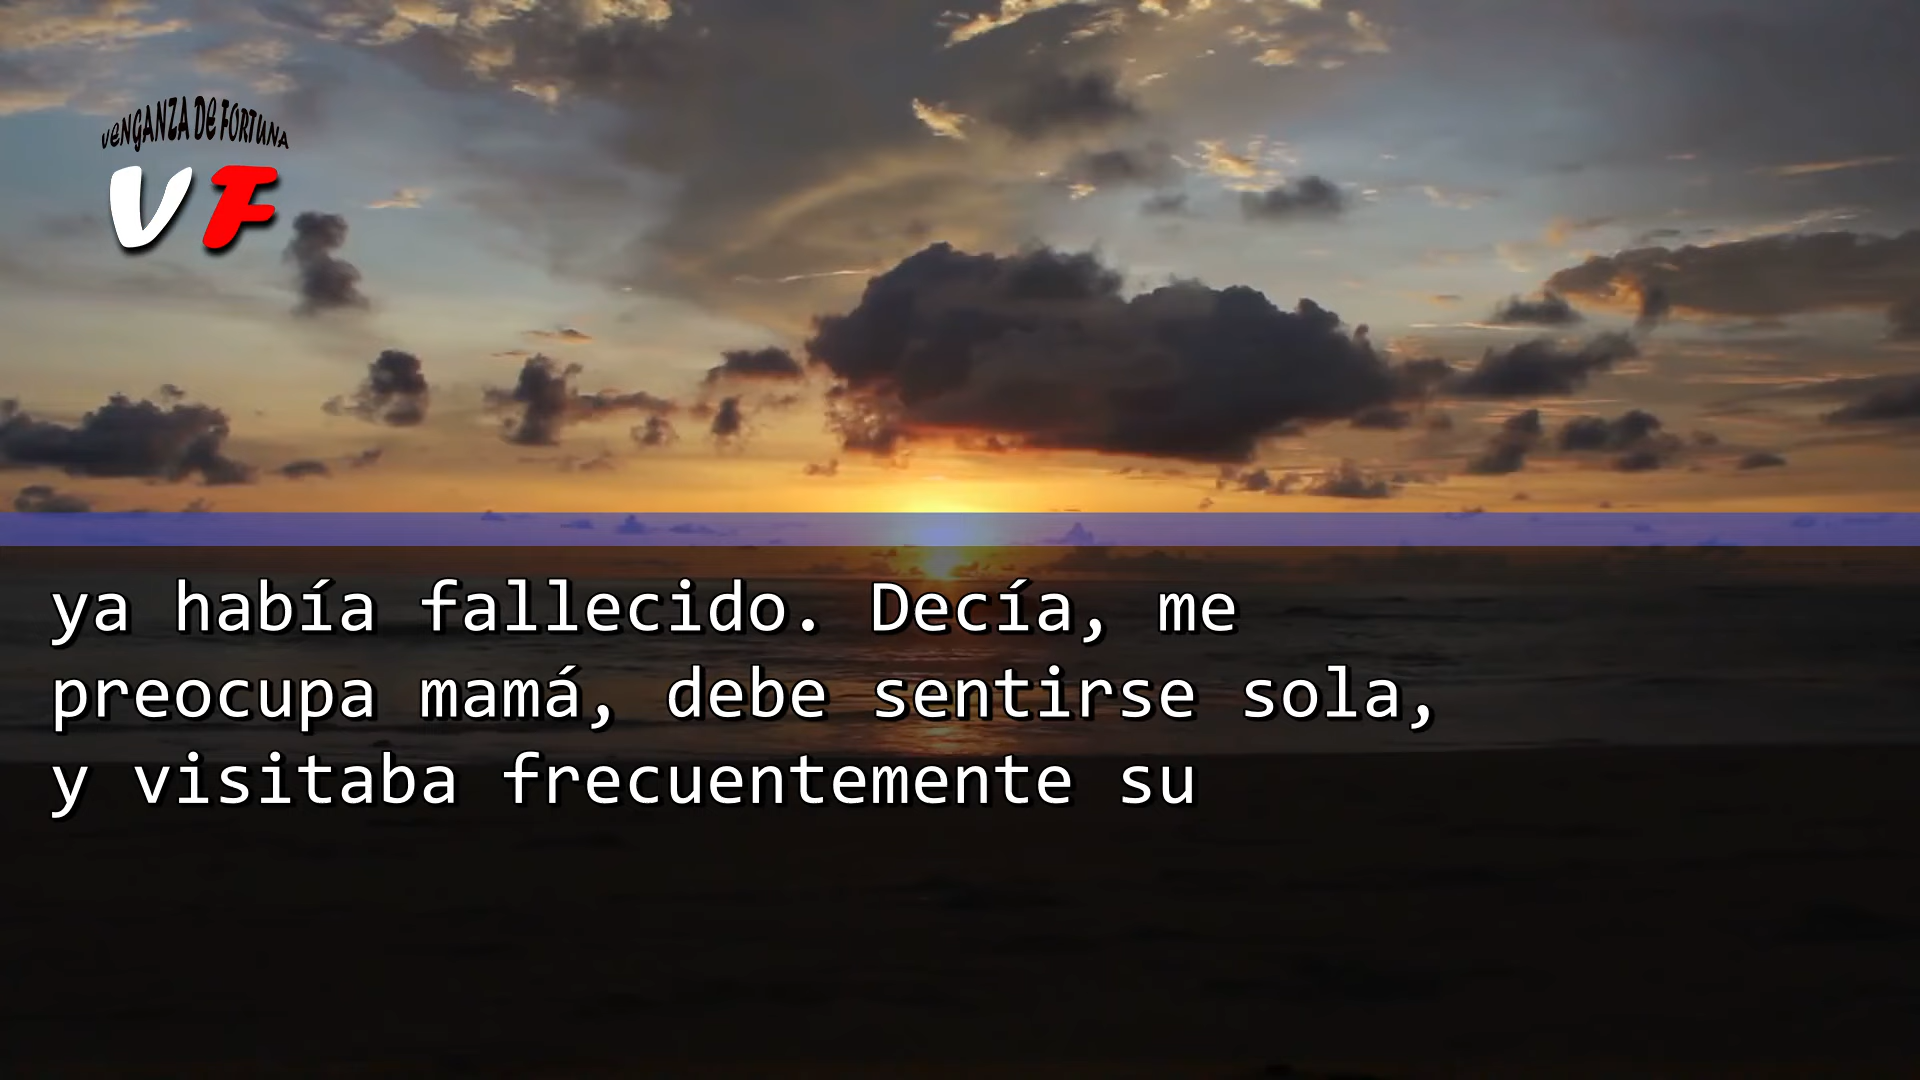 VENGANZA DE FORTUNA
VF
ya había fallecido. Decía, me
preocupa mamá, debe sentirse sola,
y visitaba frecuentemente su